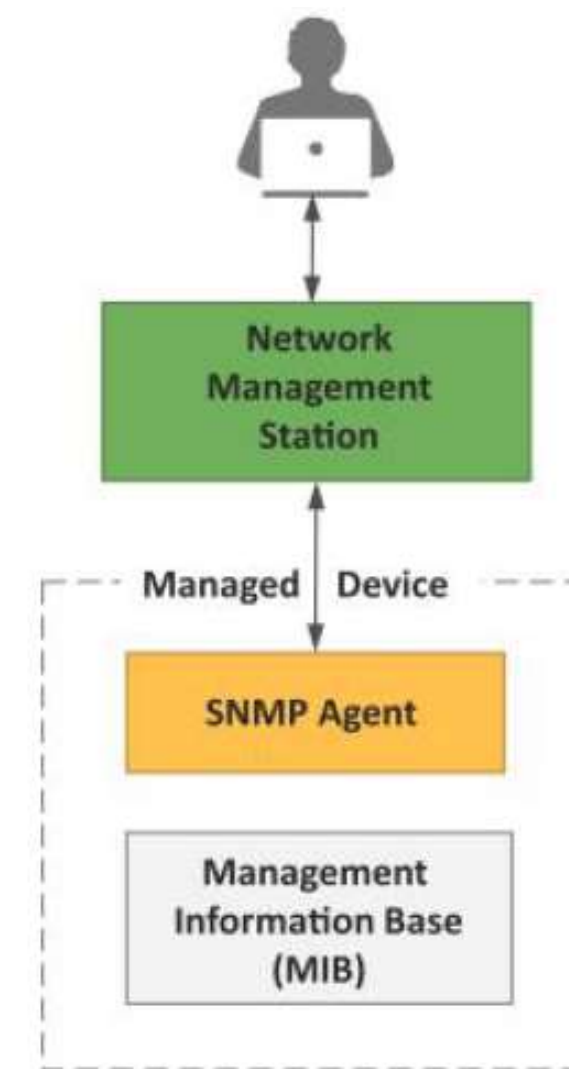 Network
Management
Station
Managed Device
SNMP Agent
Management
Information Base
(MIB)